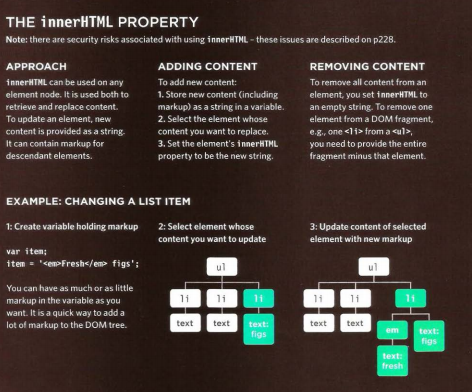 THE innerHTML PROPERTY
Note: there are security risks associated with using innerHTML - these issues are described on p228.
APPROACH
innerHTML can be used on any
element node. It is used both to
retrieve and replace content.
To update an element, new
content is provided as a string.
It can contain markup for
descendant elements.
ADDING CONTENT
To add new content:
1. Store new content (including
markup) as a string in a variable.
2. Select the element whose
content you want to replace.
3. Set the element's innerHTML
property to be the new string.
REMOVING CONTENT
To remove all content from an
element, you set innerHTML to
an empty string. To remove one
element from a DOM fragment,
e.g., one <li> from a <ul>,
you need to provide the entire
fragment minus that element.
EXAMPLE: CHANGING A LIST ITEM
1: Create variable holding markup
var item;
item = '<em>Fresh</em> figs';
You can have as much or as little
markup in the variable as you
want. It is a quick way to add a
lot of markup to the DOM tree.
2: Select element whose
content you want to update
ul
li li li
text text text:
figs
3: Update content of selected
element with new markup
ul
li li li
text text em text:
figs
text:
fresh